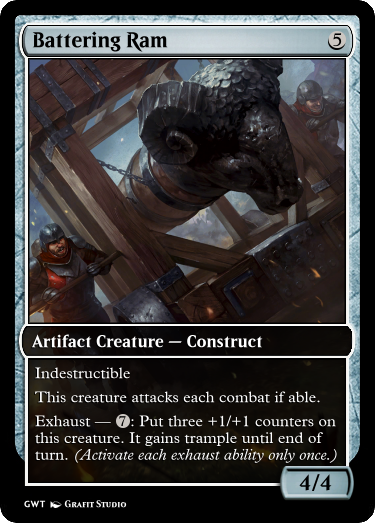 Battering Ram 5
Artifact Creature — Construct
Indestructible
This creature attacks each combat if able.
Exhaust — 7: Put three +1/+1 counters on
this creature. It gains trample until end of
turn. (Activate each exhaust ability only once.)
4/4
GWT Grafit Studio